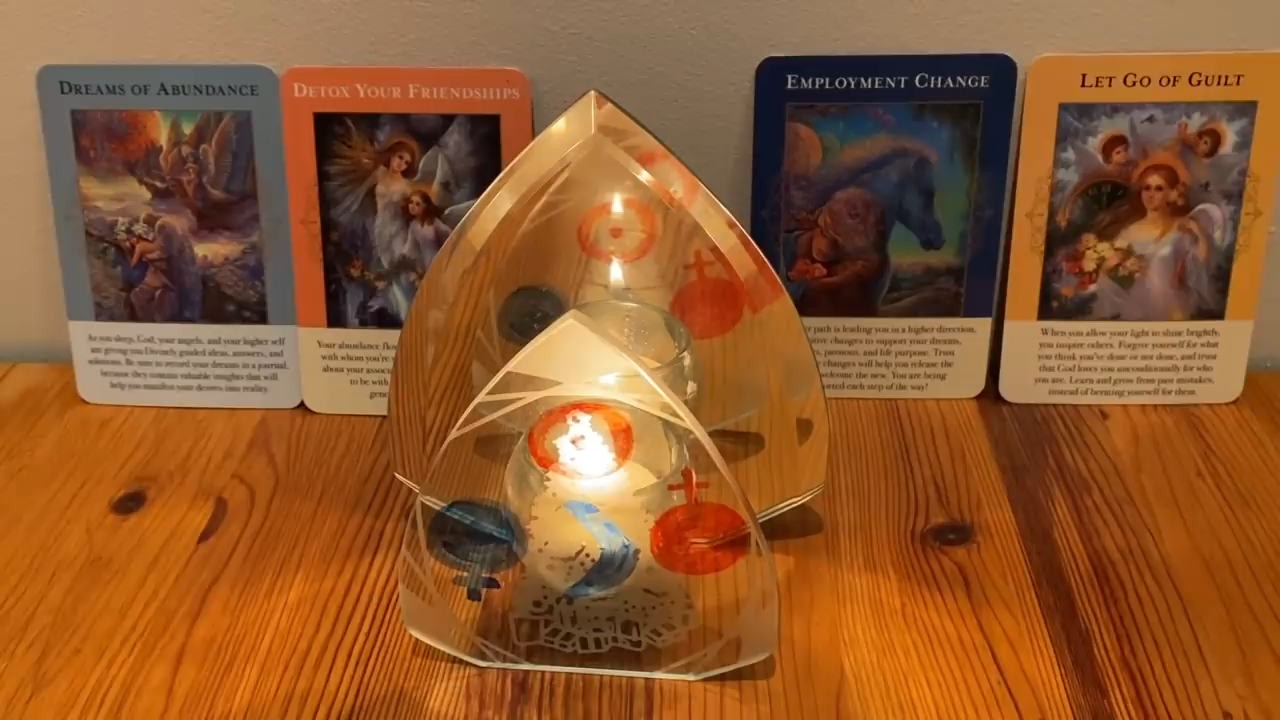 DREAMS OF ABUNDANCE
As you sleep, God, your angels, and your higher self
are giving you Divinely guided ideas, answers, and
solutions. Be sure to record your dreams in a journal,
because they contain valuable insights that will
help you manifest your desires into reality.
DETOX YOUR FRIENDSHIPS
Your abundance flo
with whom you're
about your assoc
to be with
gene
EMPLOYMENT CHANGE
r path is leading you in a higher direction,
tive changes to support your dreams,
s, passions, and life purpose. Trust
changes will help you release the
welcome the new. You are being
orted each step of the way!
LET GO OF GUILT
When you allow your light to shine brightly,
you inspire others. Forgive yourself for what
you think you've done or not done, and trust
that God loves you unconditionally for who
you are. Learn and grow from past mistakes,
instead of berating yourself for them.